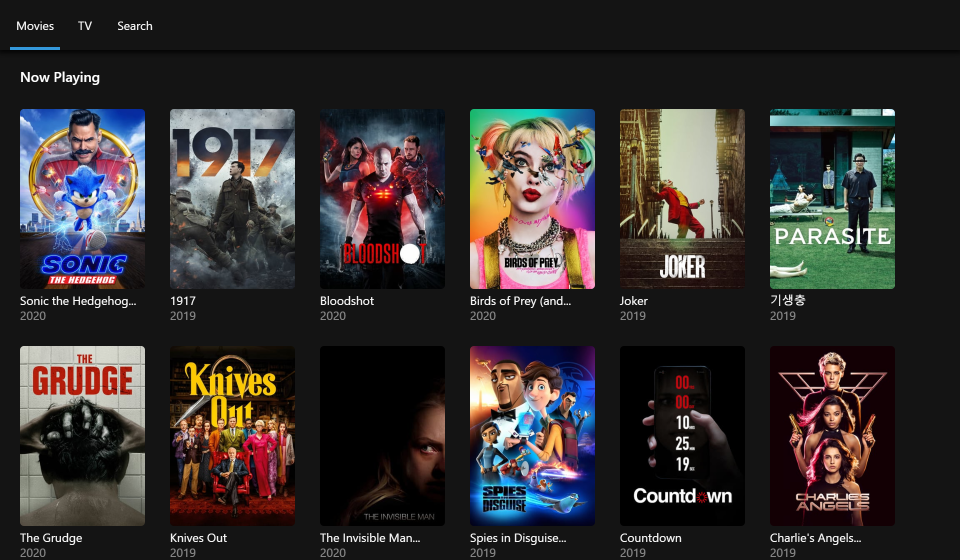 Movies TV Search
Now Playing
SONIC
THE HEDGEHOG
1917
BLOODSHOT
BIRDS OF PREY
JOKER
PARASITE
Sonic the Hedgehog...
2020
1917
2019
Bloodshot
2020
Birds of Prey (and...
2020
Joker
2019
기생충
2019
THE
GRUDGE
Knives
Out
THE INVISIBLE MAN
SPIES
IN
DISGUISE
00
00
10
25
19
Countdown
CHARLIE'S
ANGELS
The Grudge
2020
Knives Out
2019
The Invisible Man...
2020
Spies in Disguise...
2019
Countdown
2019
Charlie's Angels...
2019